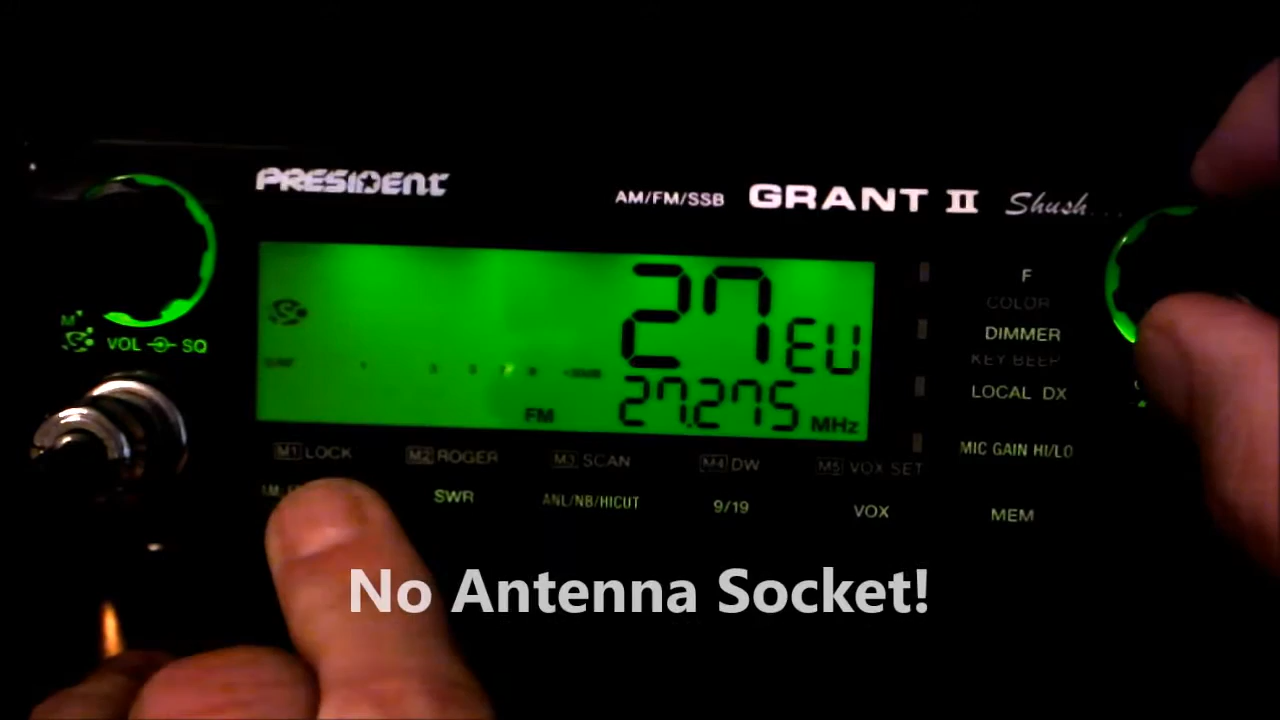 PRESIDENT
AM/FM/SSB GRANT II Shush...
27 EU
27.275 MHz
FM
VOL SQ
F
COLOR
DIMMER
KEY BEEP
LOCAL DX
MIC GAIN HI/LO
M1 LOCK M2 ROGER M3 SCAN M4 DW M5 VOX SET
SWR ANL/NB/HICUT 9/19 VOX MEM
No Antenna Socket!